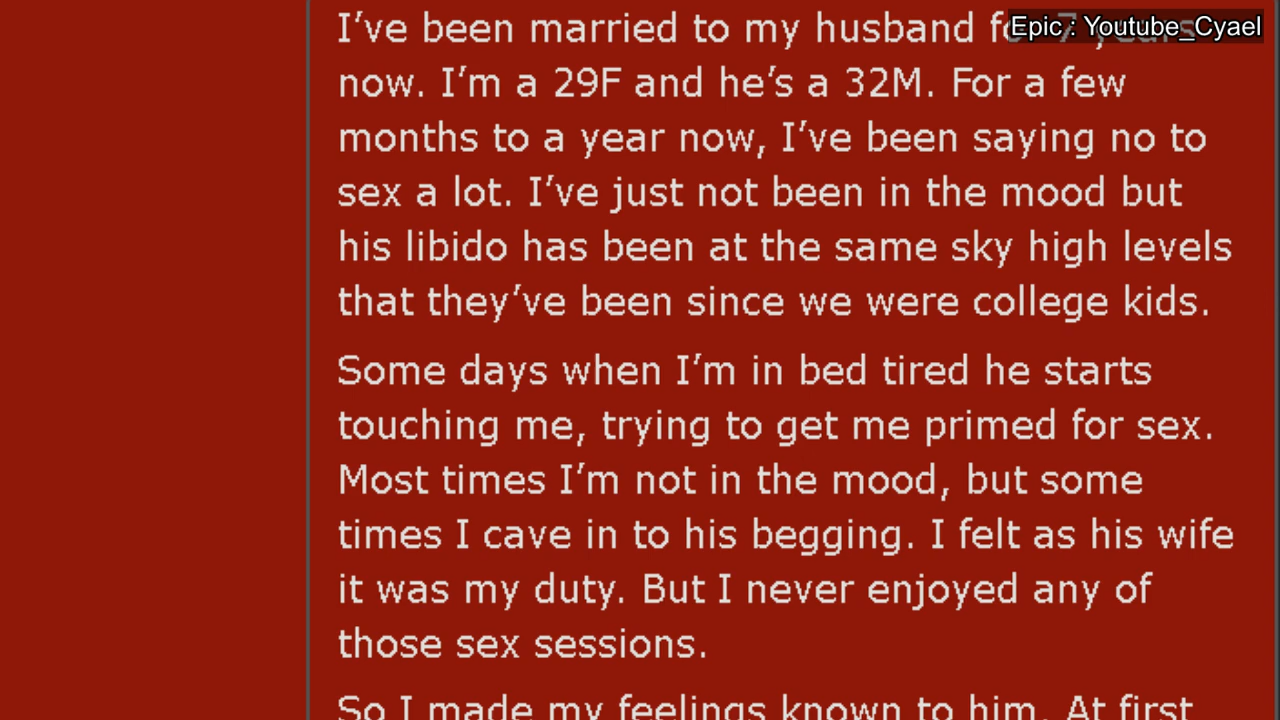 I’ve been married to my husband fo
Epic : Youtube_Cyael
now. I’m a 29F and he’s a 32M. For a few
months to a year now, I’ve been saying no to
sex a lot. I’ve just not been in the mood but
his libido has been at the same sky high levels
that they’ve been since we were college kids.
Some days when I’m in bed tired he starts
touching me, trying to get me primed for sex.
Most times I’m not in the mood, but some
times I cave in to his begging. I felt as his wife
it was my duty. But I never enjoyed any of
those sex sessions.
So I made my feelings known to him. At first